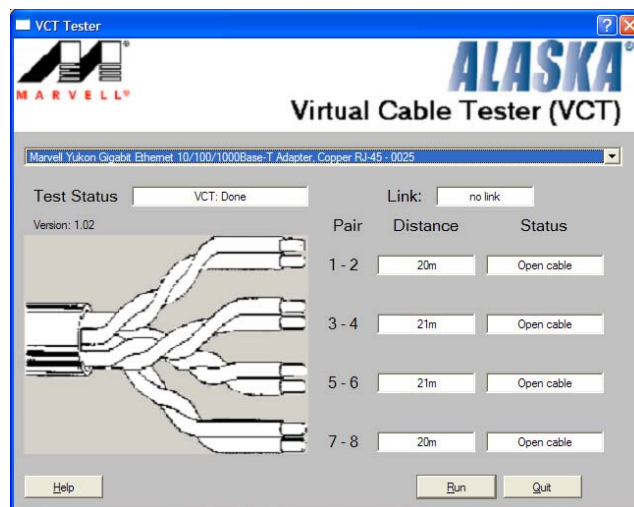 VCT Tester
MARVELL®
ALASKA®
Virtual Cable Tester (VCT)
Marvell Yukon Gigabit Ethernet 10/100/1000Base-T Adapter, Copper RJ-45 - 0025
Test Status VCT: Done Link: no link
Version: 1.02
Pair Distance Status
1 - 2 20m Open cable
3 - 4 21m Open cable
5 - 6 21m Open cable
7 - 8 20m Open cable
Help Run Quit